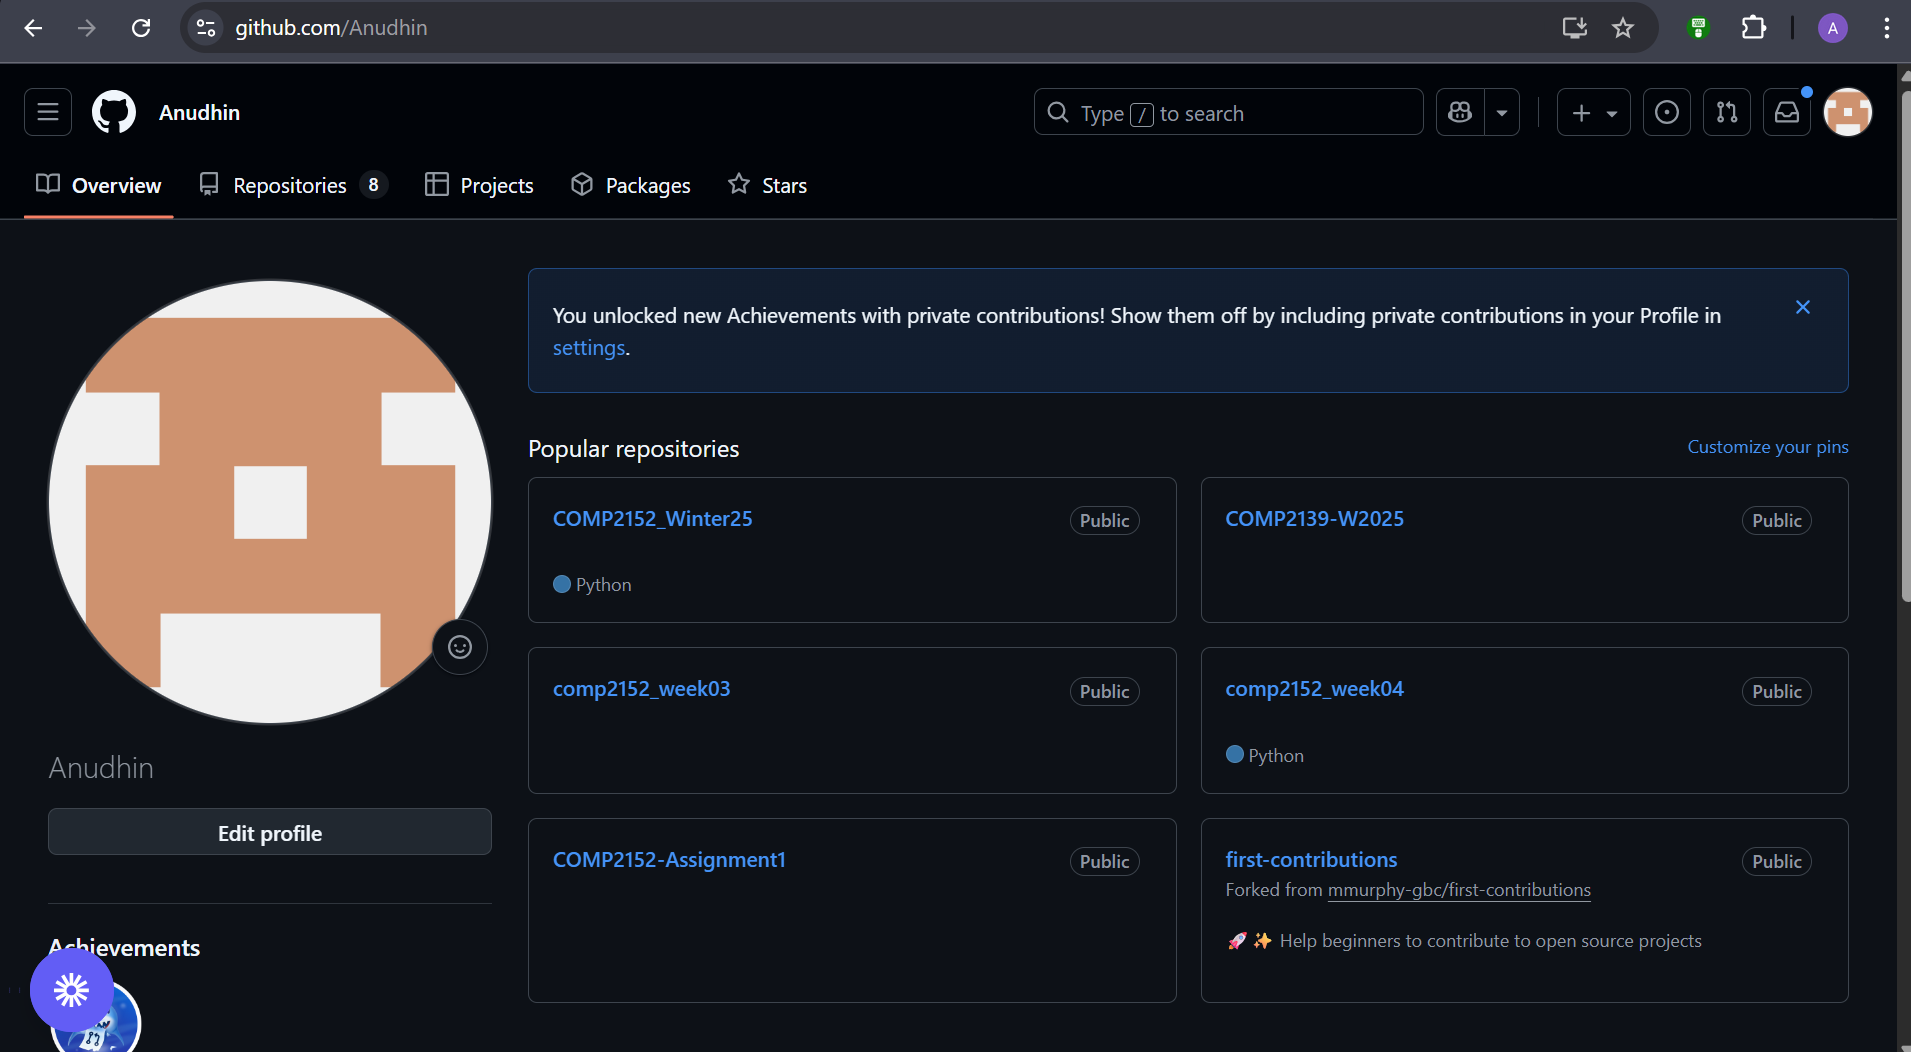 github.com/Anudhin
A
Anudhin
Type / to search
Overview
Repositories 8
Projects
Packages
Stars
You unlocked new Achievements with private contributions! Show them off by including private contributions in your Profile in
settings.
Popular repositories
Customize your pins
COMP2152_Winter25
Public
Python
COMP2139-W2025
Public
comp2152_week03
Public
comp2152_week04
Public
Python
COMP2152-Assignment1
Public
first-contributions
Public
Forked from mmurphy-gbc/first-contributions
🚀✨ Help beginners to contribute to open source projects
Anudhin
Edit profile
Achievements